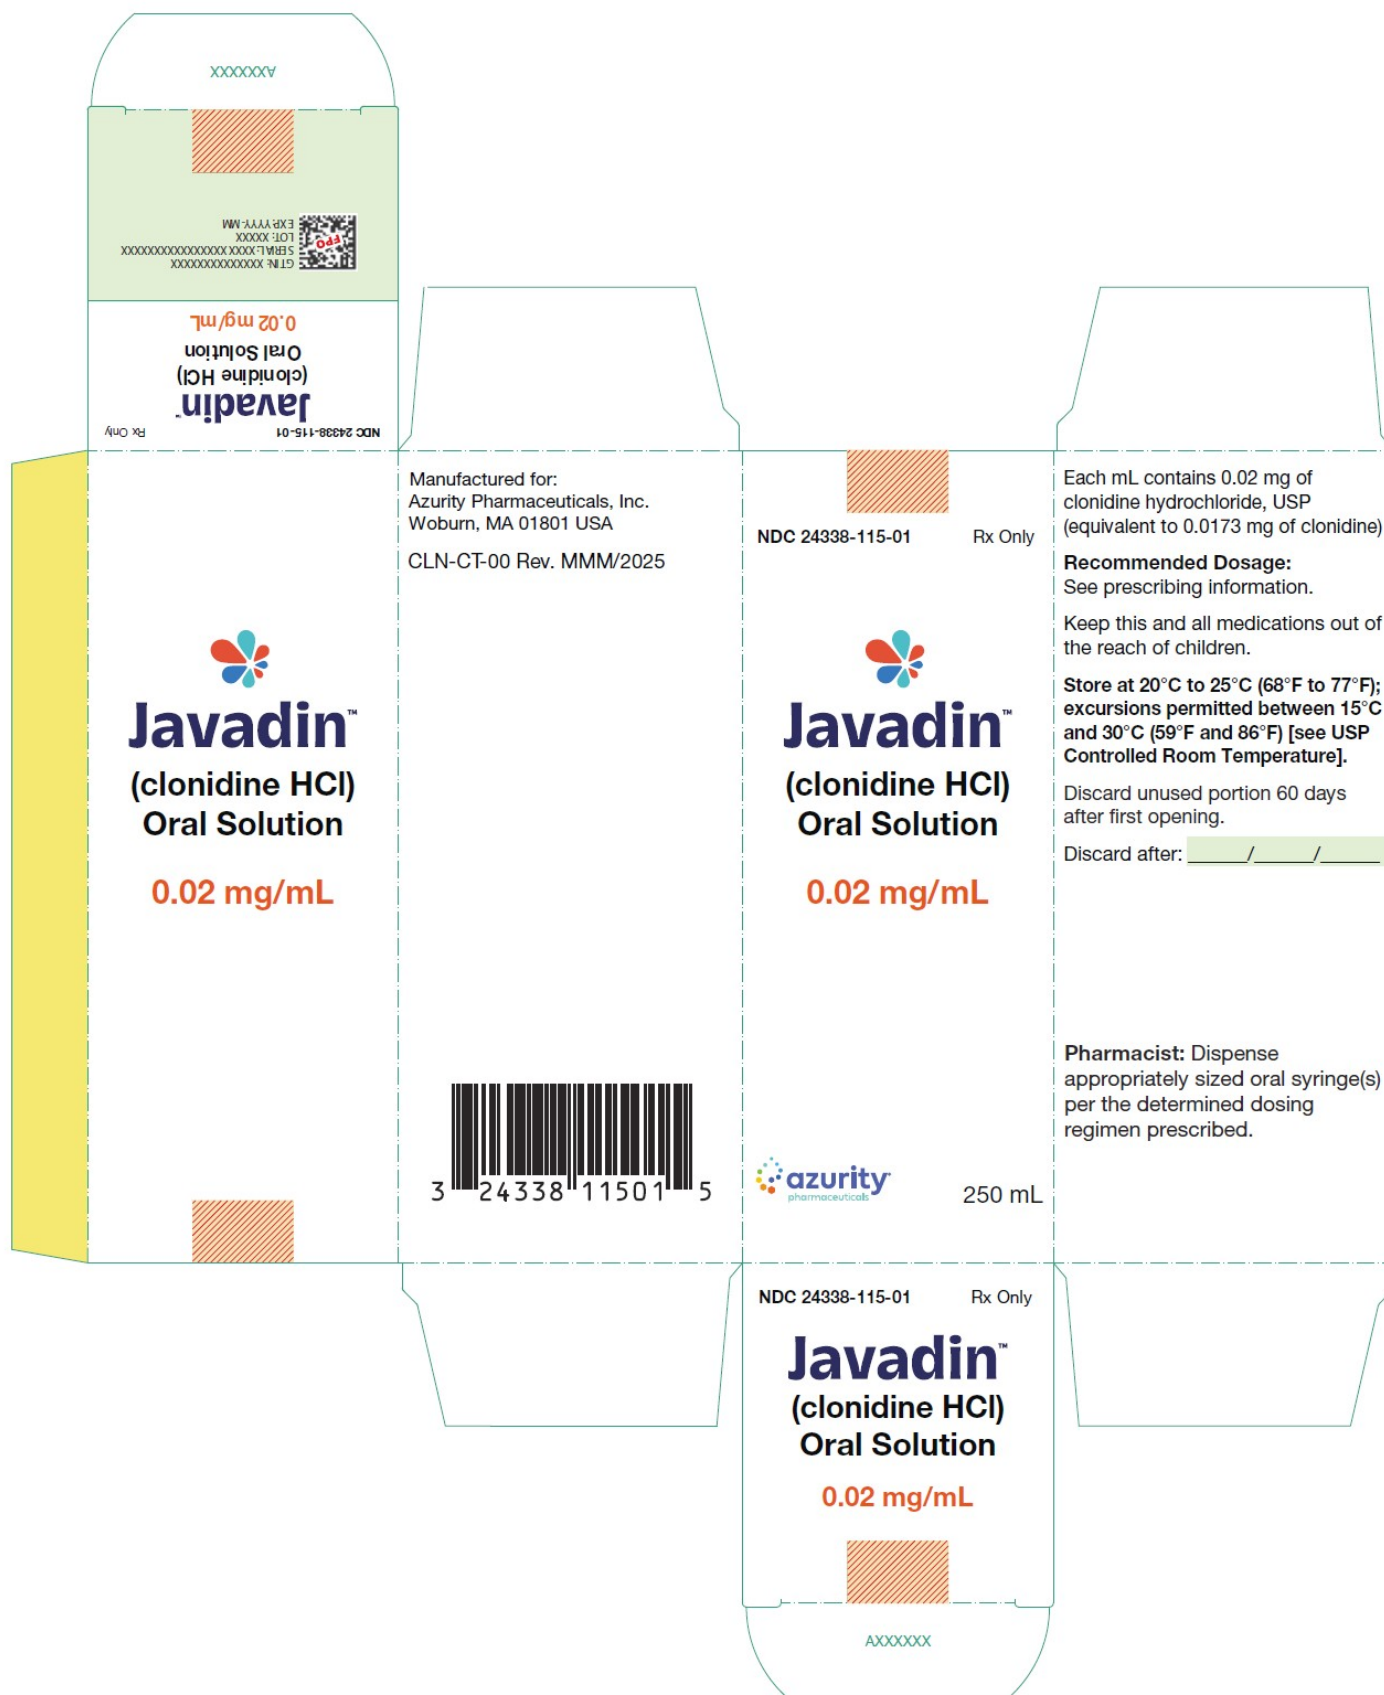 AXXXXXX
EXP.YYYY-MM
LOT: XXXXX
SERIAL: XXXX XXXXXXXXXXXXXXXX
GTIN: XXXXXXXXXXXXXX
FPO
0.02 mg/mL
Oral Solution
(clonidine HCl)
Javadin™
NDC 24338-115-01 Rx Only
Javadin™
(clonidine HCl)
Oral Solution
0.02 mg/mL
Manufactured for:
Azurity Pharmaceuticals, Inc.
Woburn, MA 01801 USA
CLN-CT-00 Rev. MMM/2025
3 24338 11501 5
NDC 24338-115-01 Rx Only
Javadin™
(clonidine HCl)
Oral Solution
0.02 mg/mL
azurity
pharmaceuticals
250 mL
Each mL contains 0.02 mg of
clonidine hydrochloride, USP
(equivalent to 0.0173 mg of clonidine)
Recommended Dosage:
See prescribing information.
Keep this and all medications out of
the reach of children.
Store at 20°C to 25°C (68°F to 77°F);
excursions permitted between 15°C
and 30°C (59°F and 86°F) [see USP
Controlled Room Temperature].
Discard unused portion 60 days
after first opening.
Discard after: ______/______/______
Pharmacist: Dispense
appropriately sized oral syringe(s)
per the determined dosing
regimen prescribed.
NDC 24338-115-01 Rx Only
Javadin™
(clonidine HCl)
Oral Solution
0.02 mg/mL
AXXXXXX